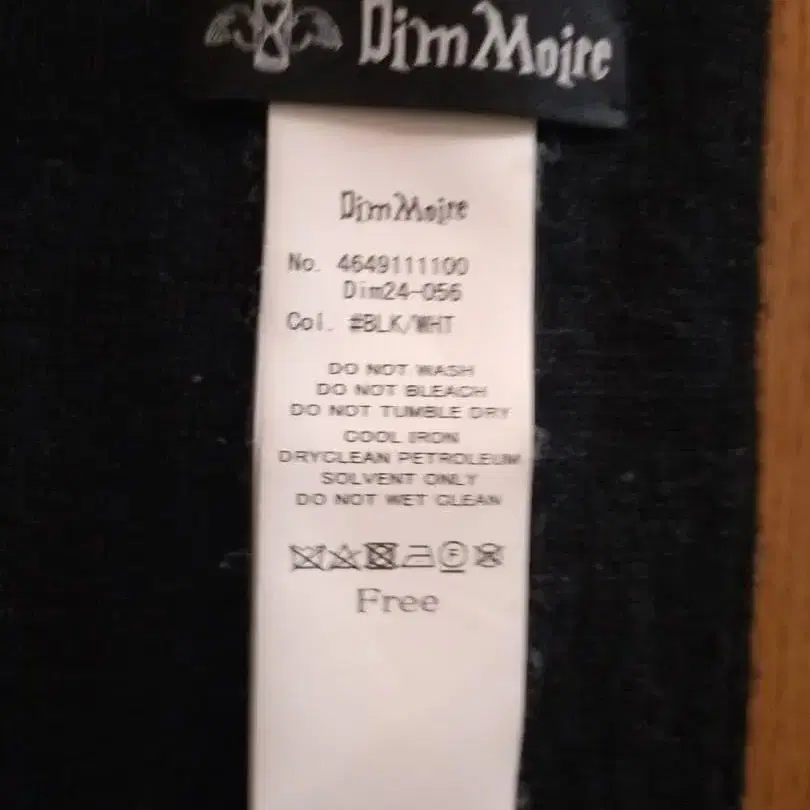 Dim Moire
Dim Moire
No. 4649111100
Dim24-056
Col. #BLK/WHT
DO NOT WASH
DO NOT BLEACH
DO NOT TUMBLE DRY
COOL IRON
DRYCLEAN PETROLEUM
SOLVENT ONLY
DO NOT WET CLEAN
F
Free